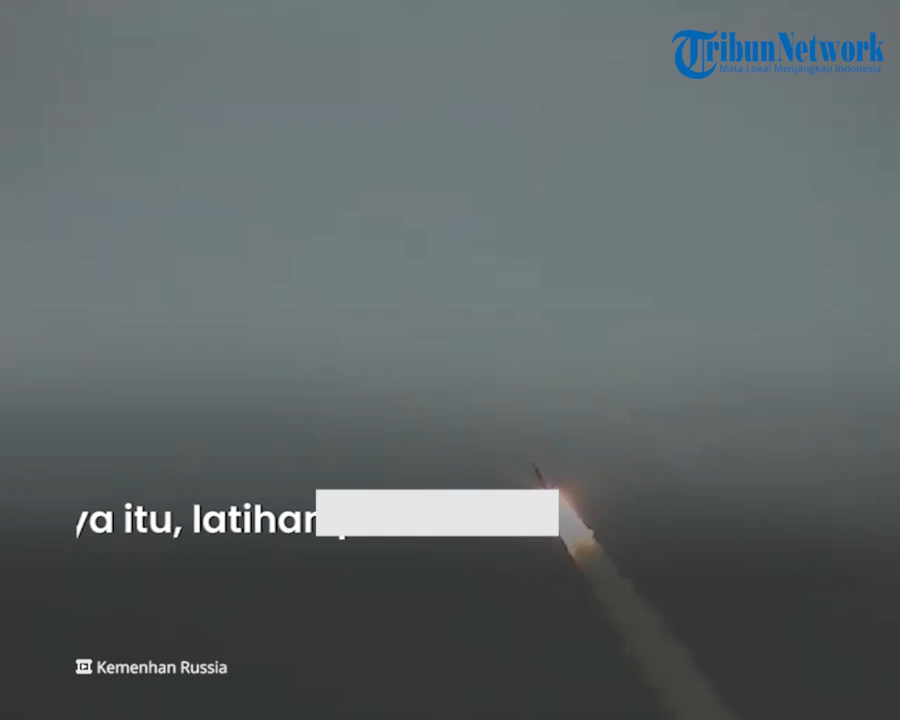 TribunNetwork
Mata Lokal Menjangkau Indonesia
ya itu, latihan
Kemenhan Russia